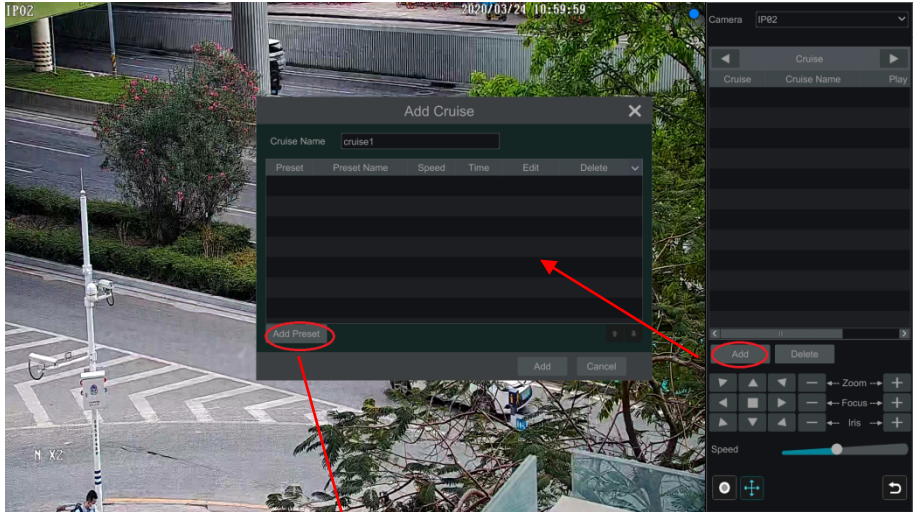 IP02
2020/03/24 10:59:59
Camera IP02
Cruise
Cruise Cruise Name Play
Add Cruise
Cruise Name cruise1
Preset Preset Name Speed Time Edit Delete
Add Preset
Add Cancel
Add Delete
Zoom
Focus
Iris
Speed
N X2